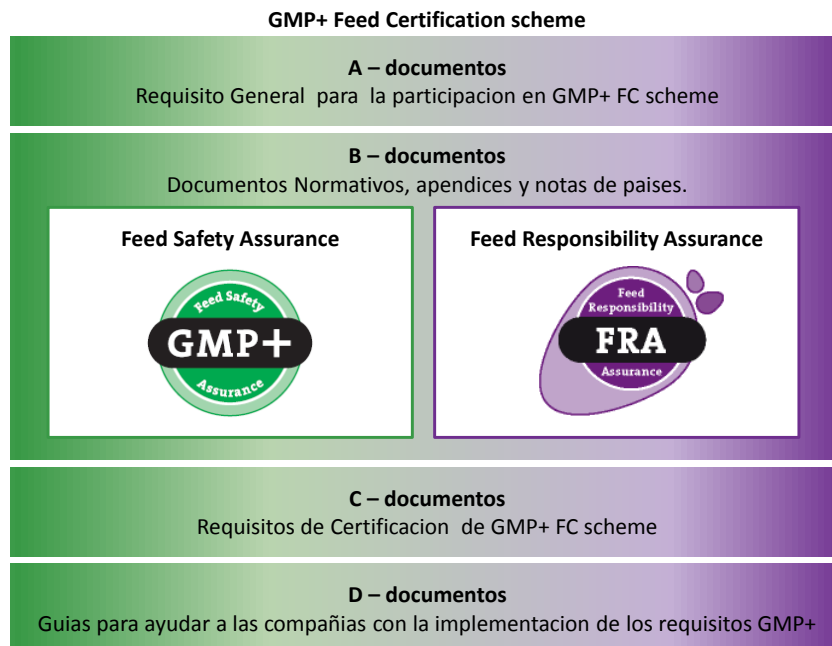 GMP+ Feed Certification scheme
A – documentos
Requisito General para la participacion en GMP+ FC scheme
B – documentos
Documentos Normativos, apendices y notas de paises.
Feed Safety Assurance
Feed Safety
GMP+
Assurance
Feed Responsibility Assurance
Feed
Responsibility
FRA
Assurance
C – documentos
Requisitos de Certificacion de GMP+ FC scheme
D – documentos
Guias para ayudar a las compañias con la implementacion de los requisitos GMP+